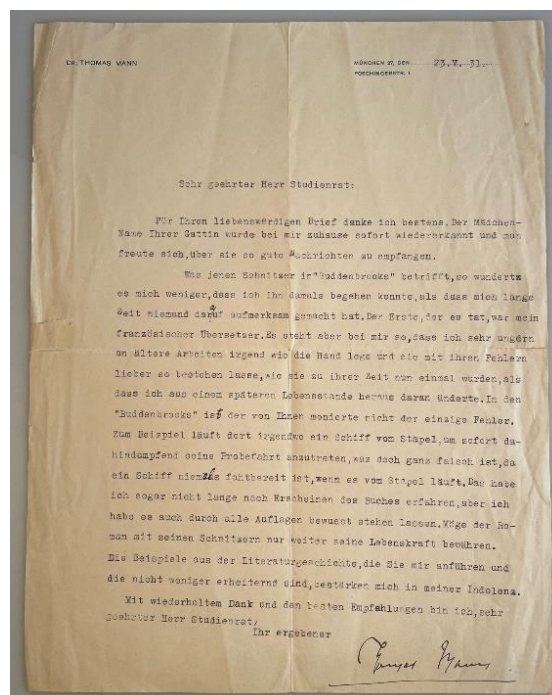 DR. THOMAS MANN
MÜNCHEN 27, DEN 23.V. 31.
POSCHINGERSTR. 1
Sehr geehrter Herr Studienrat:
Für Ihren liebenswürdigen Brief danke ich bestens.Der Mädchen-
Name Ihrer Gattin wurde bei mir zuhause sofort wiedererkannt und man
freute sich,über sie so gute Nachrichten zu empfangen.
Was jenen Schnitzer in"Buddenbrooks" betrifft,so wunderts
es mich weniger,dass ich ihn damals begehen konnte,als dass mich lange
Zeit niemand darauf aufmerksam gemacht hat.Der Erste,der es tat,war mein
französischer Übersetzer.Es steht aber bei mir so,dass ich sehr ungern
an ältere Arbeiten irgend wie die Hand lege und sie mit ihren Fehlern
lieber so bestehen lasse,wie sie zu ihrer Zeit nun einmal wurden,als
dass ich aus einem späteren Lebensstande heraus daran änderte.In den
"Buddenbrooks" ist der von Ihnen monierte nicht der einzige Fehler.
Zum Beispiel läuft dort irgendwo ein Schiff vom Stapel,um sofort da-
hindampfend seine Probefahrt anzutreten,was doch ganz falsch ist,da
ein Schiff niemals fahtbereit ist,wenn es vom Stapel läuft.Das habe
ich sogar nicht lange nach Erscheinen des Buches erfahren,aber ich
habe es auch durch alle Auflagen bewusst stehen lassen.Möge der Ro-
man mit seinen Schnitzern nur weiter seine Lebenskraft bewähren.
Die Beispiele aus der Literaturgeschichte,die Sie mir anführen und
die nicht weniger erheiternd sind,bestärken mich in meiner Indolenz.
Mit wiederholtem Dank und den besten Empfehlungen bin ich,sehr
geehrter Herr Studienrat,
Ihr ergebener
Thomas Mann.